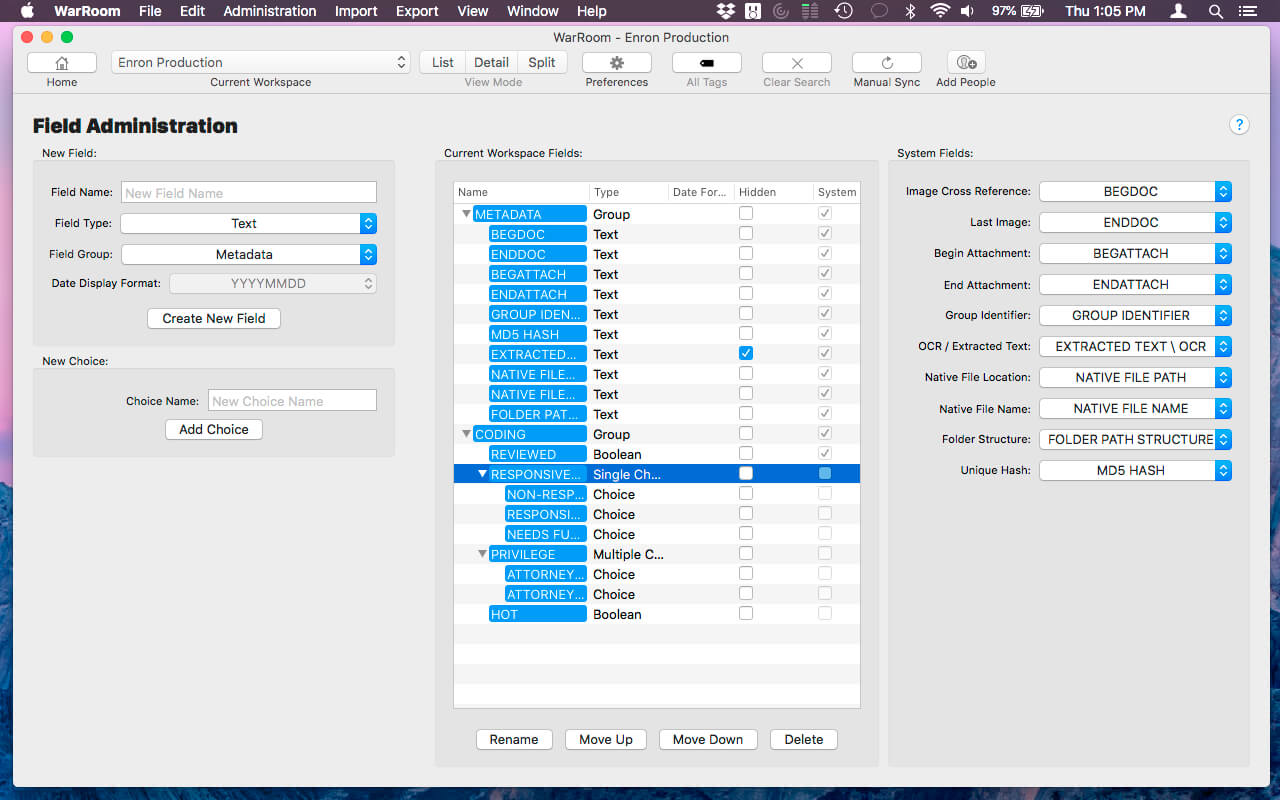 WarRoom File Edit Administration Import Export View Window Help 97% Thu 1:05 PM
WarRoom - Enron Production
Enron Production List Detail Split
Home Current Workspace View Mode Preferences All Tags Clear Search Manual Sync Add People
Field Administration ?
New Field:
Field Name: New Field Name
Field Type: Text
Field Group: Metadata
Date Display Format: YYYYMMDD
Create New Field
New Choice:
Choice Name: New Choice Name
Add Choice
Current Workspace Fields:
Name Type Date For... Hidden System
METADATA Group
BEGDOC Text
ENDDOC Text
BEGATTACH Text
ENDATTACH Text
GROUP IDEN... Text
MD5 HASH Text
EXTRACTED... Text
NATIVE FILE... Text
NATIVE FILE... Text
FOLDER PAT... Text
CODING Group
REVIEWED Boolean
RESPONSIVE... Single Ch...
NON-RESP... Choice
RESPONSI... Choice
NEEDS FU... Choice
PRIVILEGE Multiple C...
ATTORNEY... Choice
ATTORNEY... Choice
HOT Boolean
Rename Move Up Move Down Delete
System Fields:
Image Cross Reference: BEGDOC
Last Image: ENDDOC
Begin Attachment: BEGATTACH
End Attachment: ENDATTACH
Group Identifier: GROUP IDENTIFIER
OCR / Extracted Text: EXTRACTED TEXT \ OCR
Native File Location: NATIVE FILE PATH
Native File Name: NATIVE FILE NAME
Folder Structure: FOLDER PATH STRUCTURE
Unique Hash: MD5 HASH